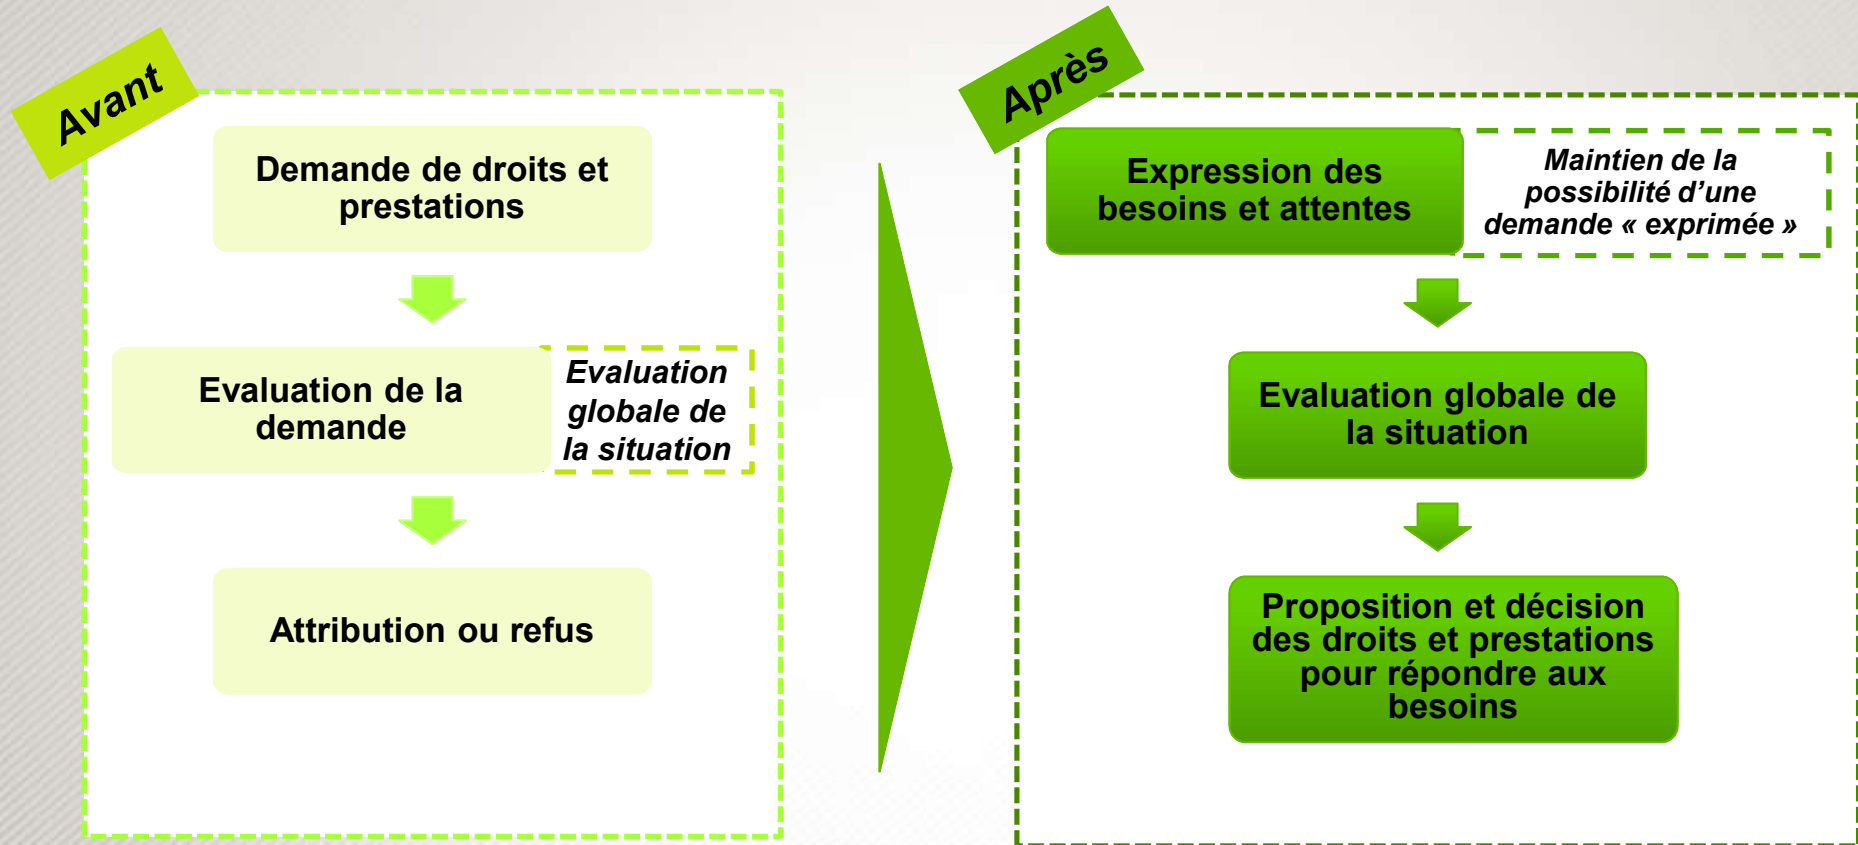 Avant
Demande de droits et
prestations
Evaluation de la
demande
Evaluation
globale de
la situation
Attribution ou refus
Après
Expression des
besoins et attentes
Maintien de la
possibilité d’une
demande « exprimée »
Evaluation globale de
la situation
Proposition et décision
des droits et prestations
pour répondre aux
besoins